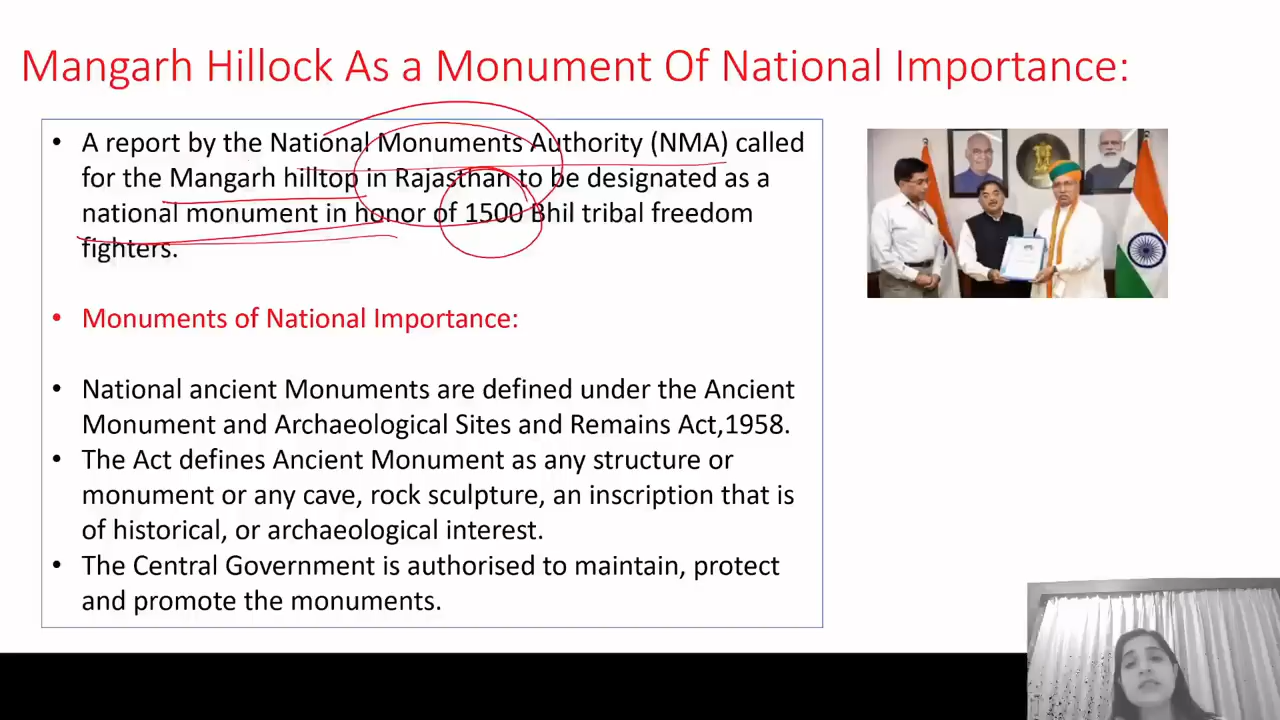 Mangarh Hillock As a Monument Of National Importance:
• A report by the National Monuments Authority (NMA) called
for the Mangarh hilltop in Rajasthan to be designated as a
national monument in honor of 1500 Bhil tribal freedom
fighters.
• Monuments of National Importance:
• National ancient Monuments are defined under the Ancient
Monument and Archaeological Sites and Remains Act,1958.
• The Act defines Ancient Monument as any structure or
monument or any cave, rock sculpture, an inscription that is
of historical, or archaeological interest.
• The Central Government is authorised to maintain, protect
and promote the monuments.